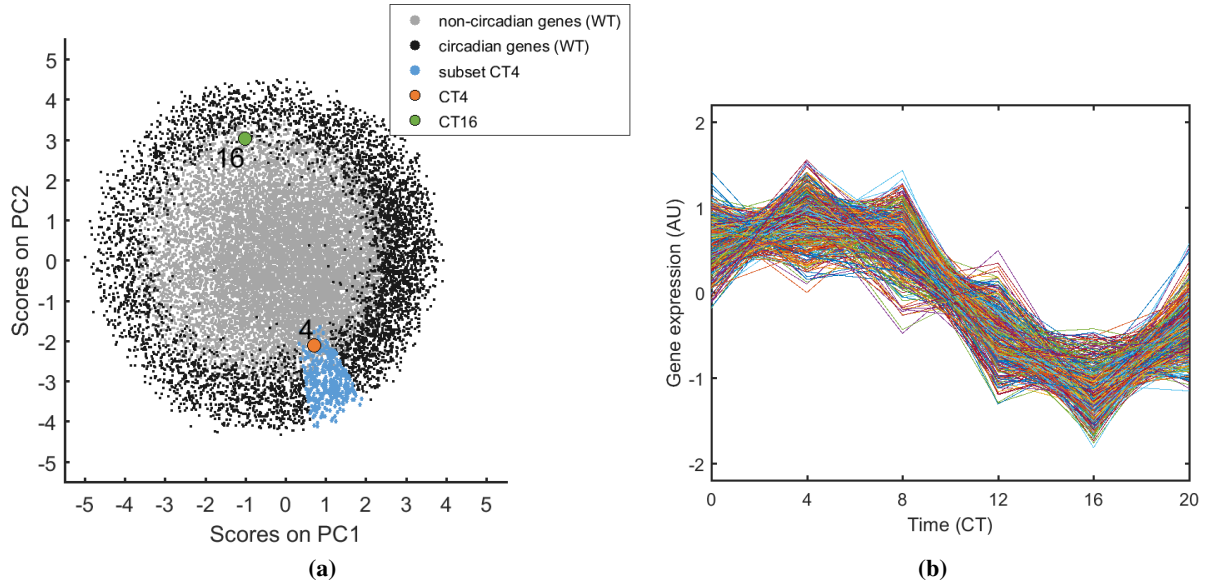 non-circadian genes (WT)
circadian genes (WT)
subset CT4
CT4
CT16
5
4
3
2
1
0
-1
-2
-3
-4
-5
Scores on PC2
16
4
-5 -4 -3 -2 -1 0 1 2 3 4 5
Scores on PC1
(a)
2
1
0
-1
-2
Gene expression (AU)
0 4 8 12 16 20
Time (CT)
(b)